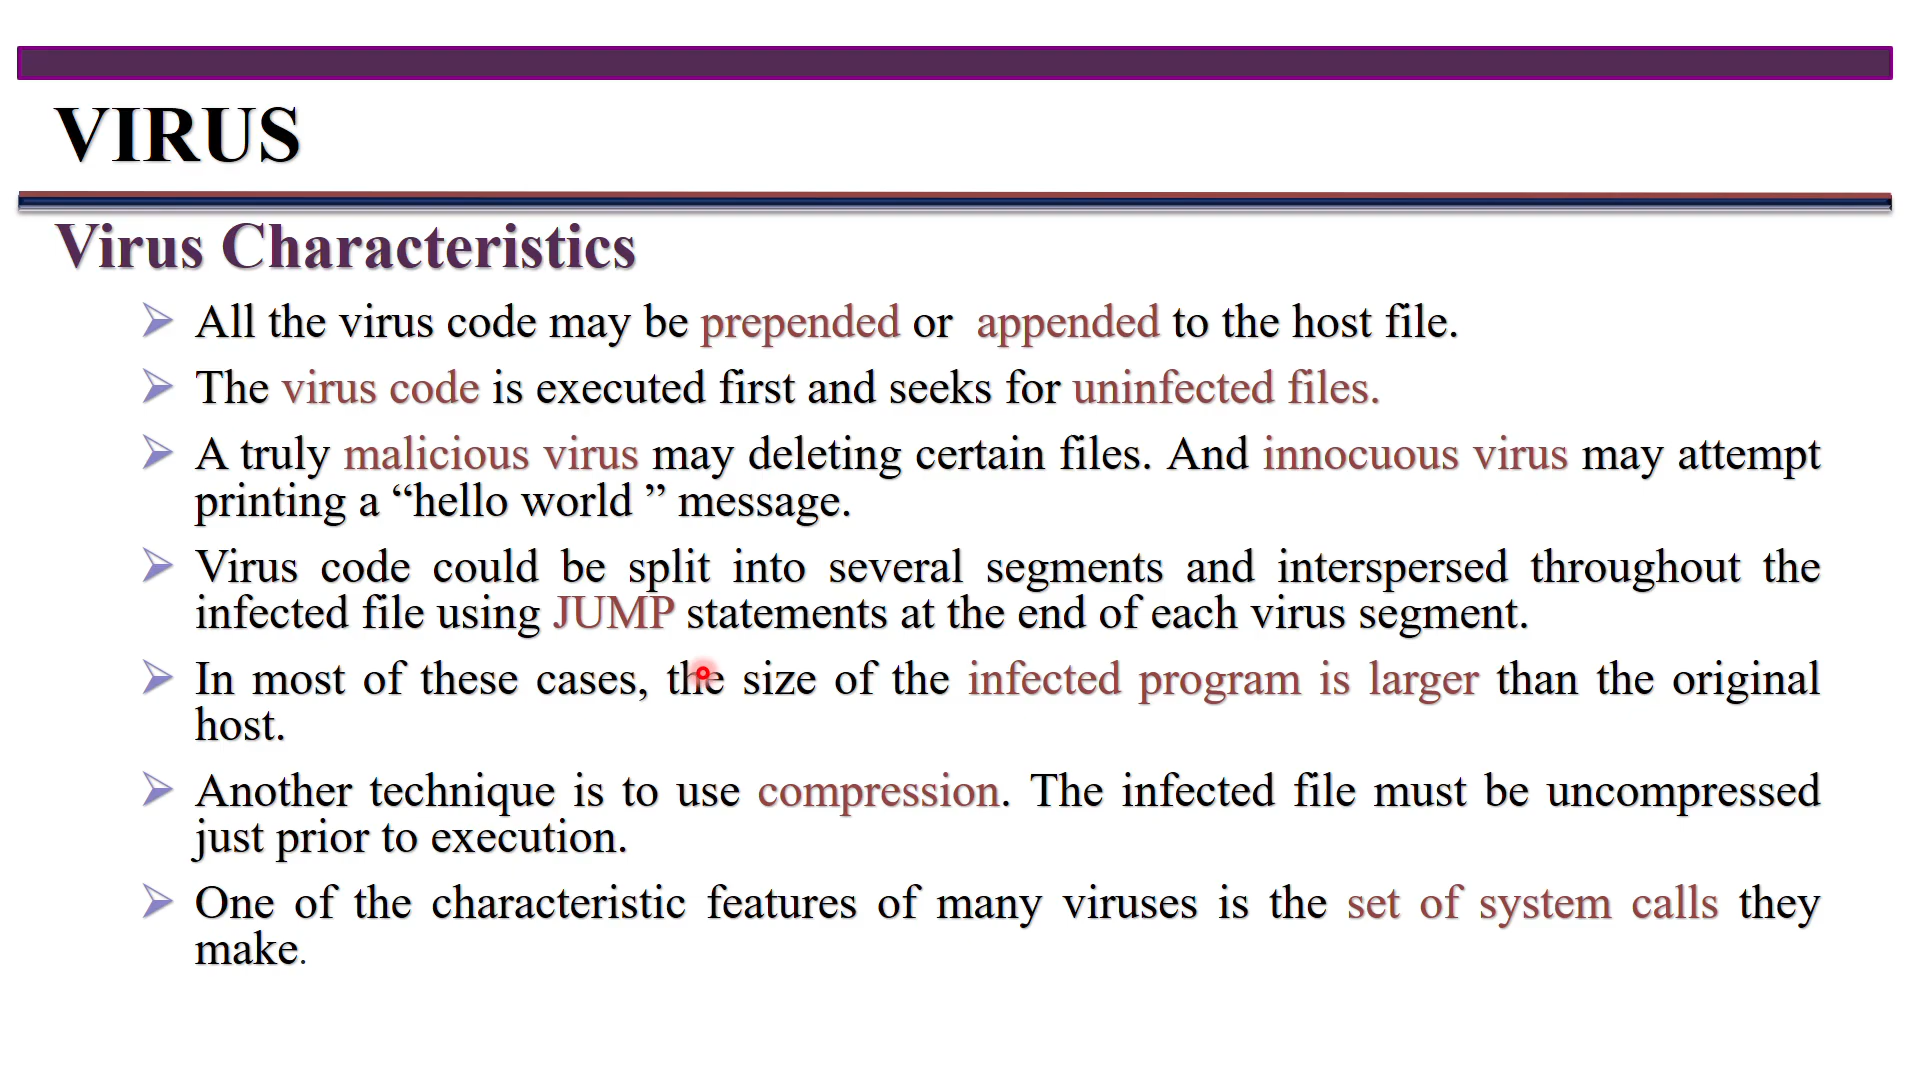 VIRUS
Virus Characteristics
All the virus code may be prepended or appended to the host file.
The virus code is executed first and seeks for uninfected files.
A truly malicious virus may deleting certain files. And innocuous virus may attempt
printing a “hello world ” message.
Virus code could be split into several segments and interspersed throughout the
infected file using JUMP statements at the end of each virus segment.
In most of these cases, the size of the infected program is larger than the original
host.
Another technique is to use compression. The infected file must be uncompressed
just prior to execution.
One of the characteristic features of many viruses is the set of system calls they
make.